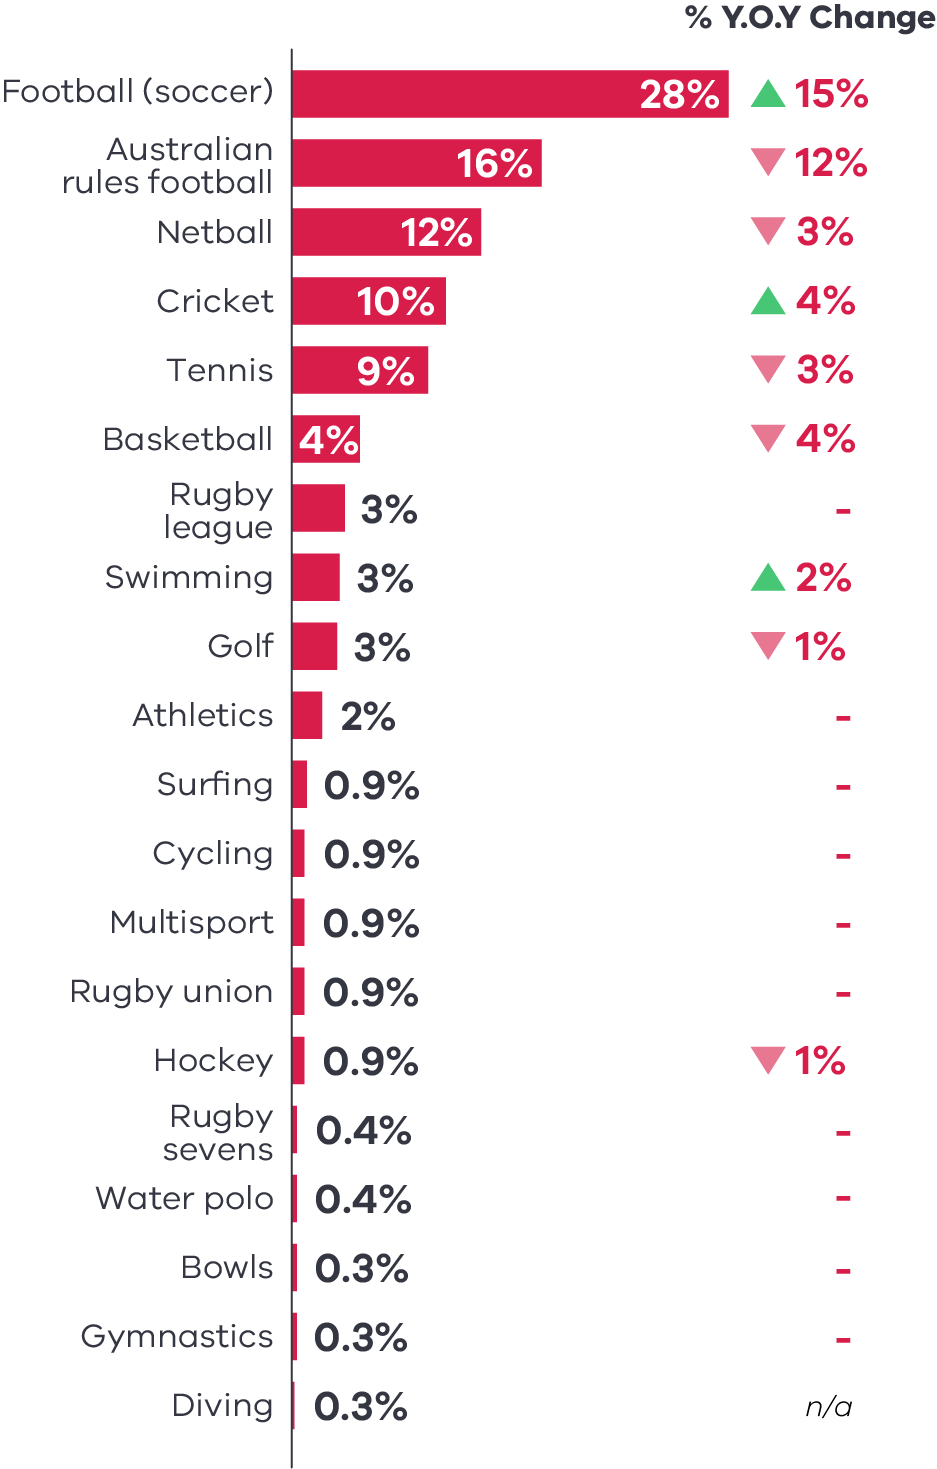 % Y.O.Y Change
Football (soccer) 28% 15%
Australian
rules football 16% 12%
Netball 12% 3%
Cricket 10% 4%
Tennis 9% 3%
Basketball 4% 4%
Rugby
league 3% -
Swimming 3% 2%
Golf 3% 1%
Athletics 2% -
Surfing 0.9% -
Cycling 0.9% -
Multisport 0.9% -
Rugby union 0.9% -
Hockey 0.9% 1%
Rugby
sevens 0.4% -
Water polo 0.4% -
Bowls 0.3% -
Gymnastics 0.3% -
Diving 0.3% n/a